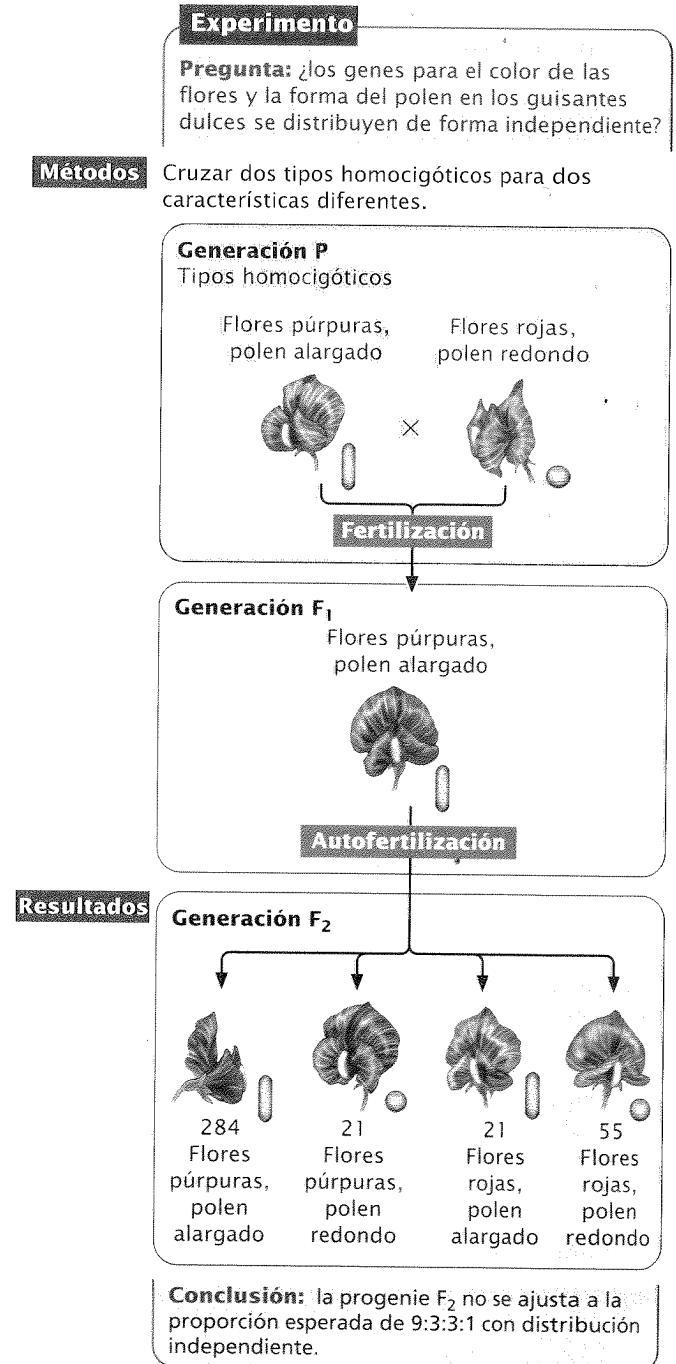 Experimento
Pregunta: ¿los genes para el color de las
flores y la forma del polen en los guisantes
dulces se distribuyen de forma independiente?
Métodos
Cruzar dos tipos homocigóticos para dos
características diferentes.
Generación P
Tipos homocigóticos
Flores púrpuras,
polen alargado
Flores rojas,
polen redondo
×
Fertilización
Generación F₁
Flores púrpuras,
polen alargado
Autofertilización
Resultados
Generación F₂
284
Flores
púrpuras,
polen
alargado
21
Flores
púrpuras,
polen
redondo
21
Flores
rojas,
polen
alargado
55
Flores
rojas,
polen
redondo
Conclusión: la progenie F₂ no se ajusta a la
proporción esperada de 9:3:3:1 con distribución
independiente.